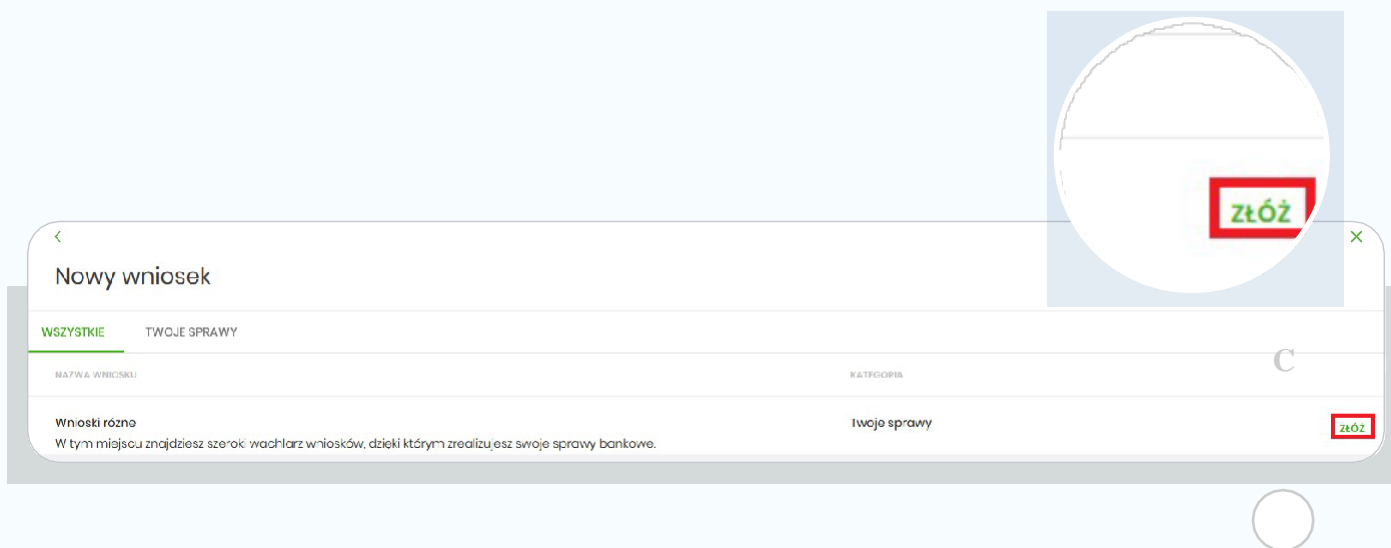 ZŁÓŻ
Nowy wniosek
WSZYSTKIE TWOJE SPRAWY
NAZWA WNIOSKU KATEGORIA
C
Wnioski różne Twoje sprawy
W tym miejscu znajdziesz szeroki wachlarz wniosków, dzięki którym zrealizujesz swoje sprawy bankowe.
ZŁÓŻ